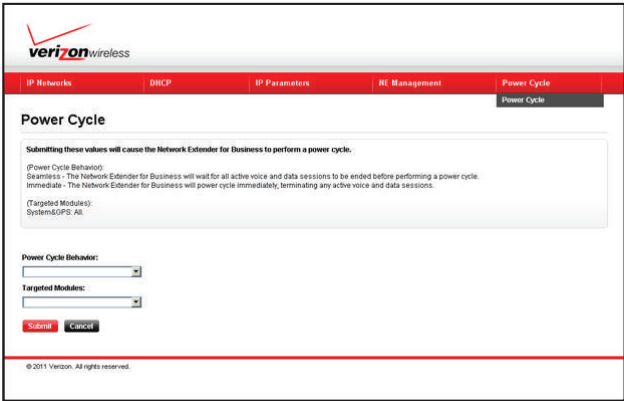 verizonwireless
IP Networks DHCP IP Parameters NE Management Power Cycle
Power Cycle
Power Cycle
Submitting these values will cause the Network Extender for Business to perform a power cycle.
(Power Cycle Behavior):
Seamless - The Network Extender for Business will wait for all active voice and data sessions to be ended before performing a power cycle.
Immediate - The Network Extender for Business will power cycle immediately, terminating any active voice and data sessions.
(Targeted Modules):
System&GPS: All.
Power Cycle Behavior:
Targeted Modules:
Submit Cancel
© 2011 Verizon. All rights reserved.